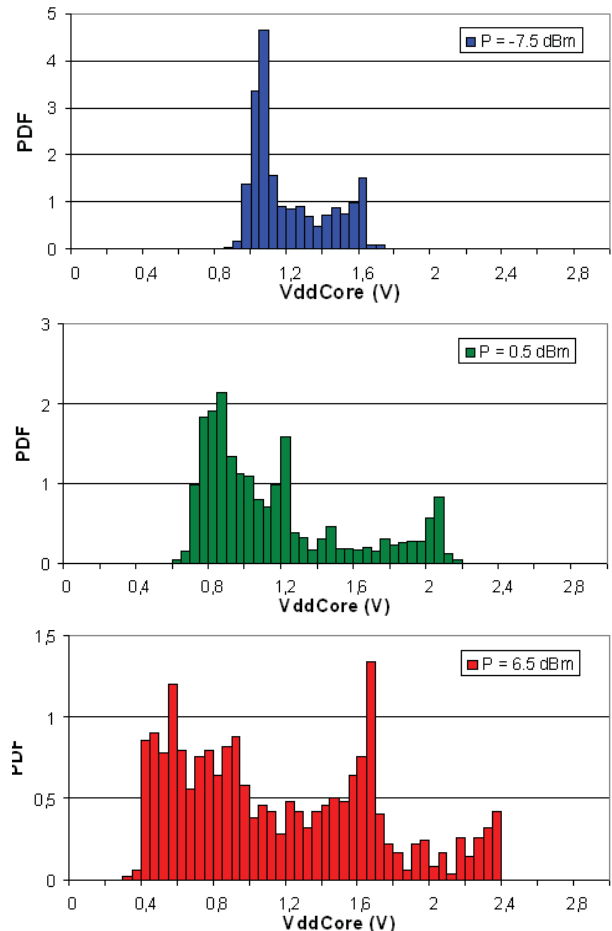 5
P = -7.5 dBm
4
3
PDF
2
1
0
0 0,4 0,8 1,2 1,6 2 2,4 2,8
VddCore (V)
3
P = 0.5 dBm
2
PDF
1
0
0 0,4 0,8 1,2 1,6 2 2,4 2,8
VddCore (V)
1,5
P = 6.5 dBm
1
PDF
0,5
0
0 0,4 0,8 1,2 1,6 2 2,4 2,8
VddCore (V)